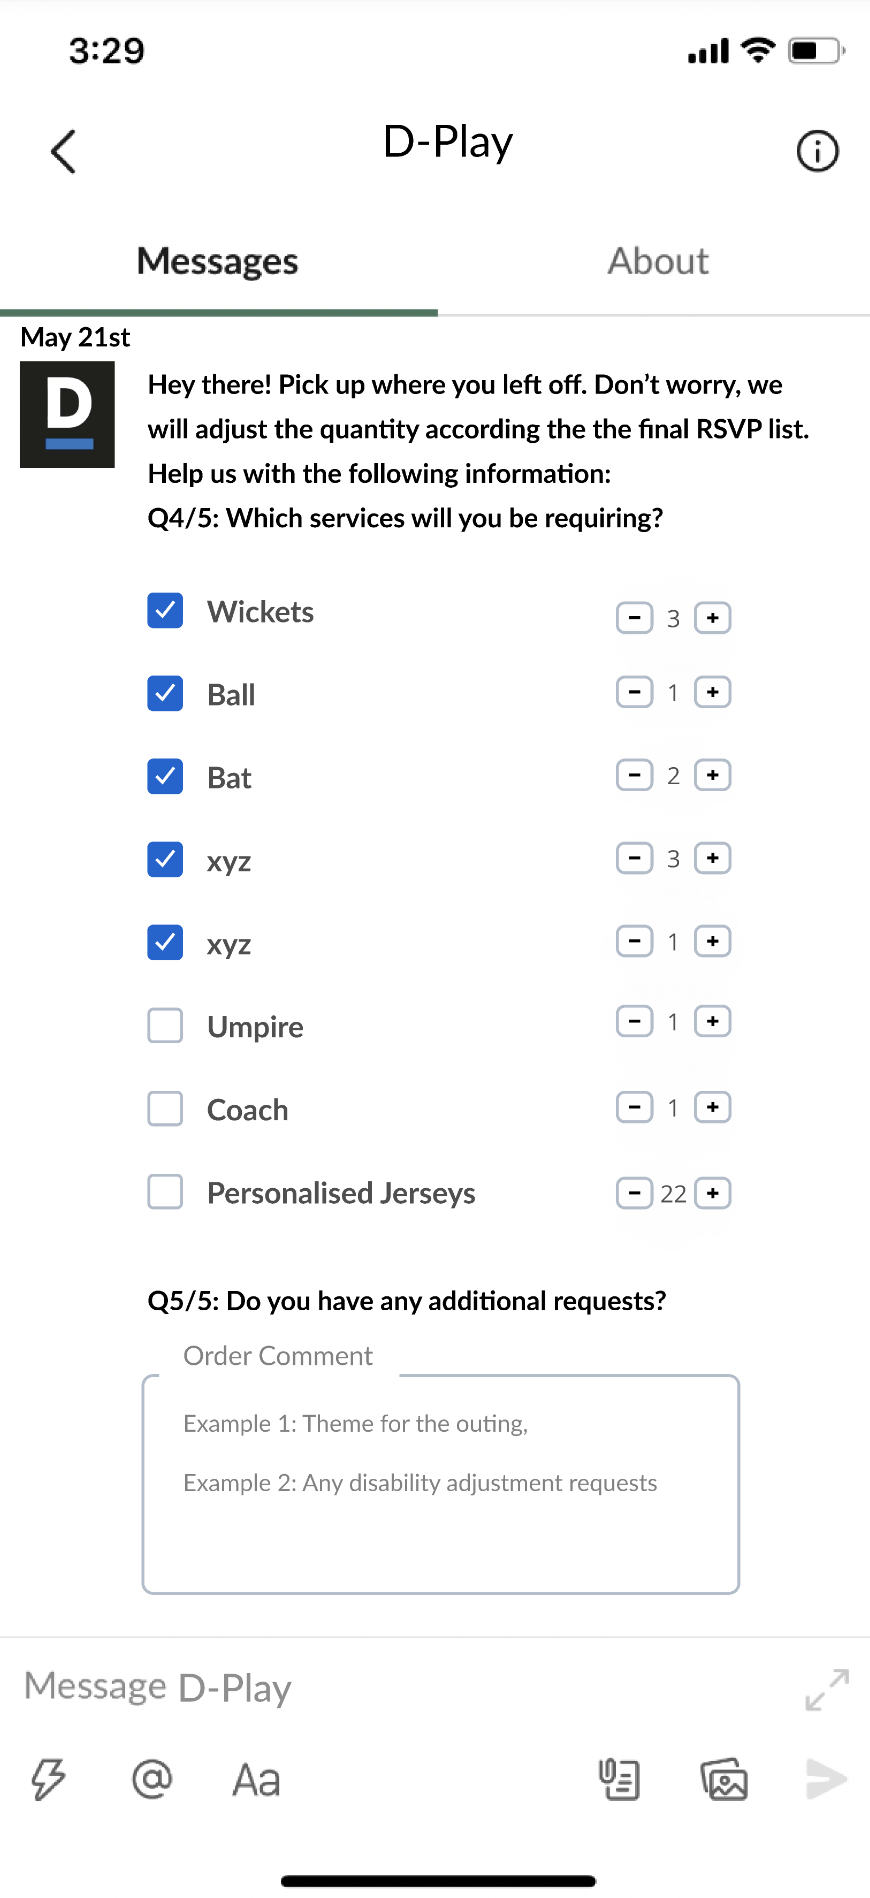 3:29
D-Play
Messages About
May 21st
D
Hey there! Pick up where you left off. Don't worry, we
will adjust the quantity according the the final RSVP list.
Help us with the following information:
Q4/5: Which services will you be requiring?
Wickets - 3 +
Ball - 1 +
Bat - 2 +
xyz - 3 +
xyz - 1 +
Umpire - 1 +
Coach - 1 +
Personalised Jerseys - 22 +
Q5/5: Do you have any additional requests?
Order Comment
Example 1: Theme for the outing,
Example 2: Any disability adjustment requests
Message D-Play
@ Aa